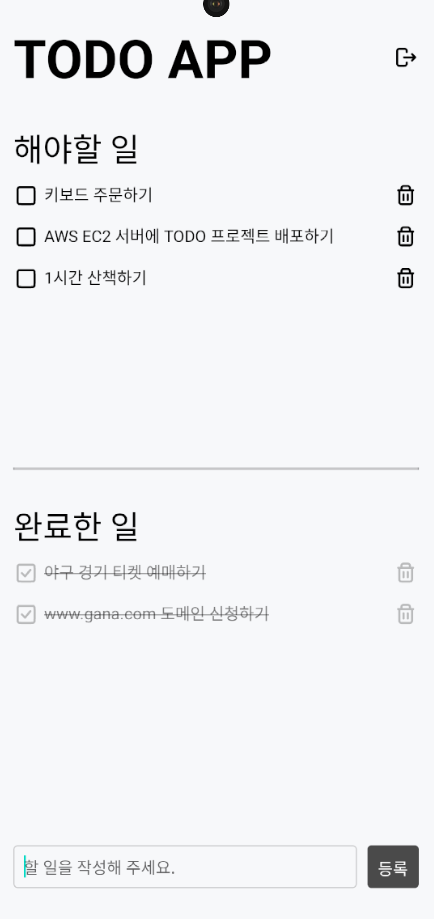 TODO APP
해야할 일
키보드 주문하기
AWS EC2 서버에 TODO 프로젝트 배포하기
1시간 산책하기
완료한 일
야구 경기 티켓 예매하기
www.gana.com 도메인 신청하기
할 일을 작성해 주세요.
등록